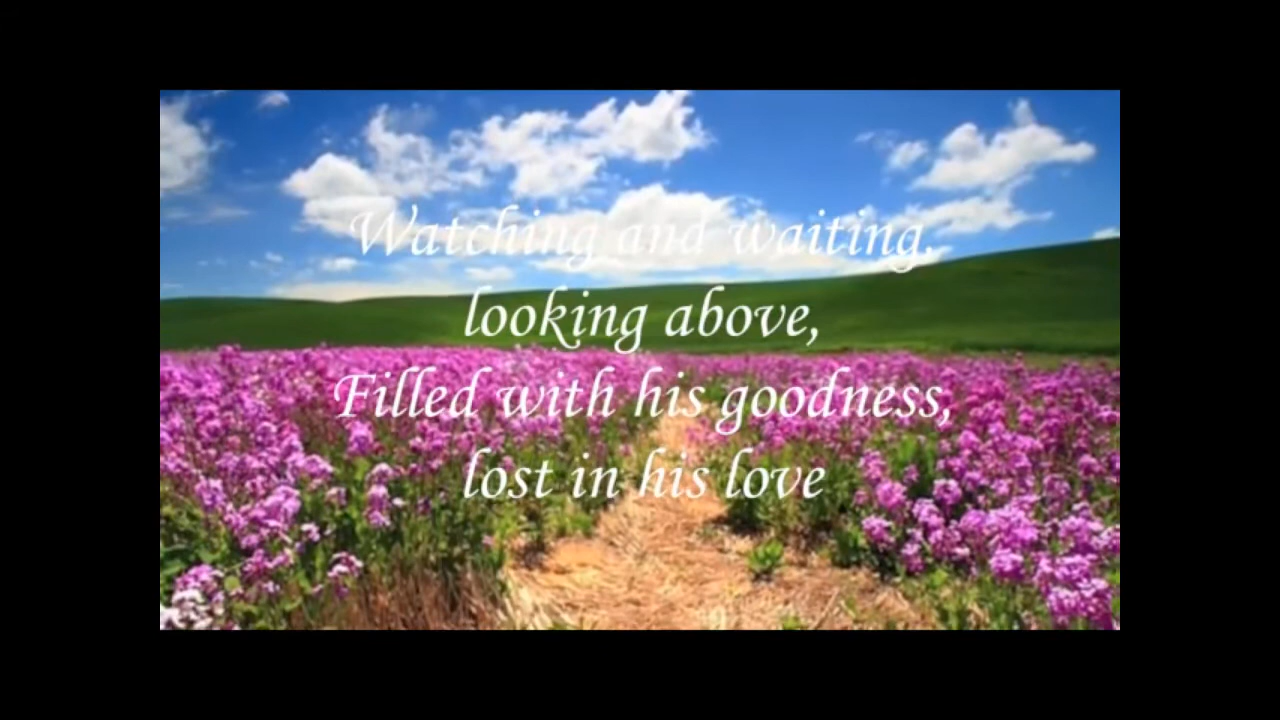 Watching and waiting,
looking above,
Filled with his goodness,
lost in his love